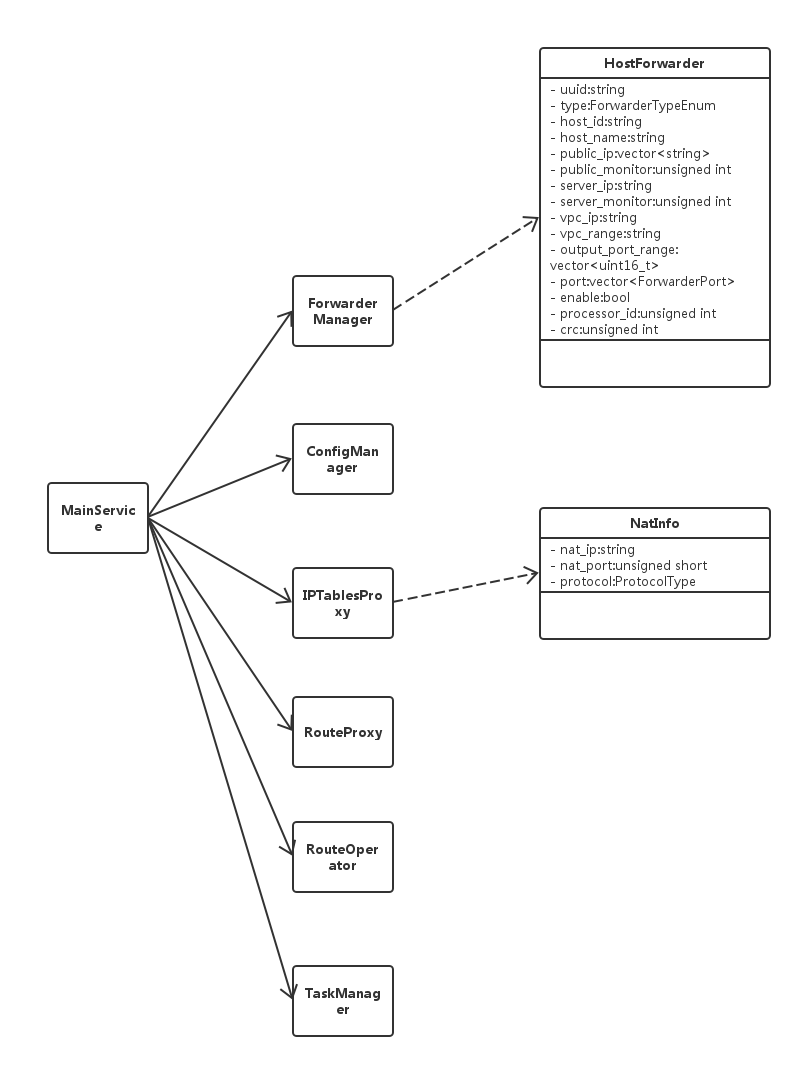 HostForwarder
- uuid:string
- type:ForwarderTypeEnum
- host_id:string
- host_name:string
- public_ip:vector<string>
- public_monitor:unsigned int
- server_ip:string
- server_monitor:unsigned int
- vpc_ip:string
- vpc_range:string
- output_port_range:
vector<uint16_t>
- port:vector<ForwarderPort>
- enable:bool
- processor_id:unsigned int
- crc:unsigned int
Forwarder
Manager
ConfigMan
ager
MainServic
e
NatInfo
- nat_ip:string
- nat_port:unsigned short
- protocol:ProtocolType
IPTablesPro
xy
RouteProxy
RouteOper
ator
TaskManag
er